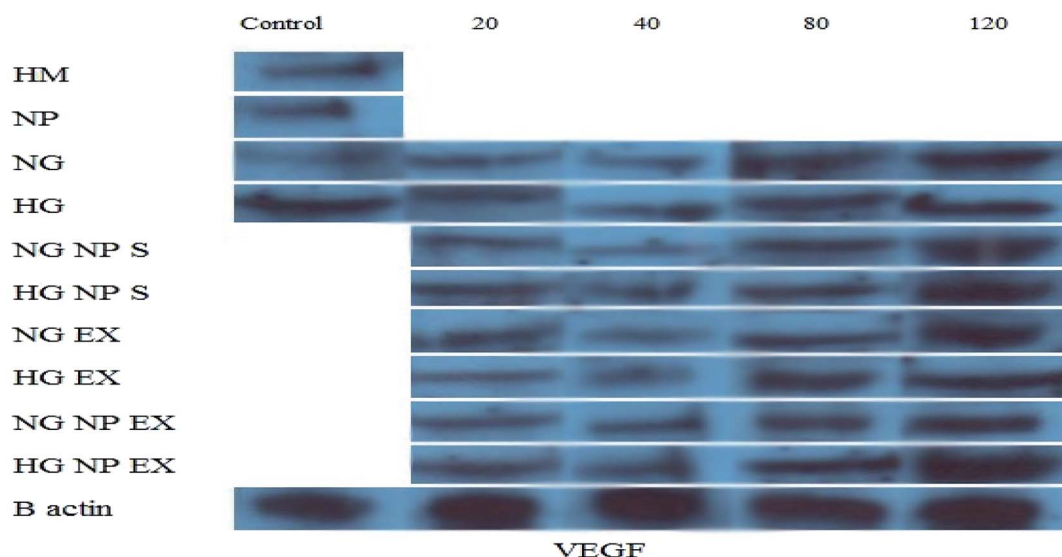 Control 20 40 80 120
HM
NP
NG
HG
NG NP S
HG NP S
NG EX
HG EX
NG NP EX
HG NP EX
B actin
VEGF